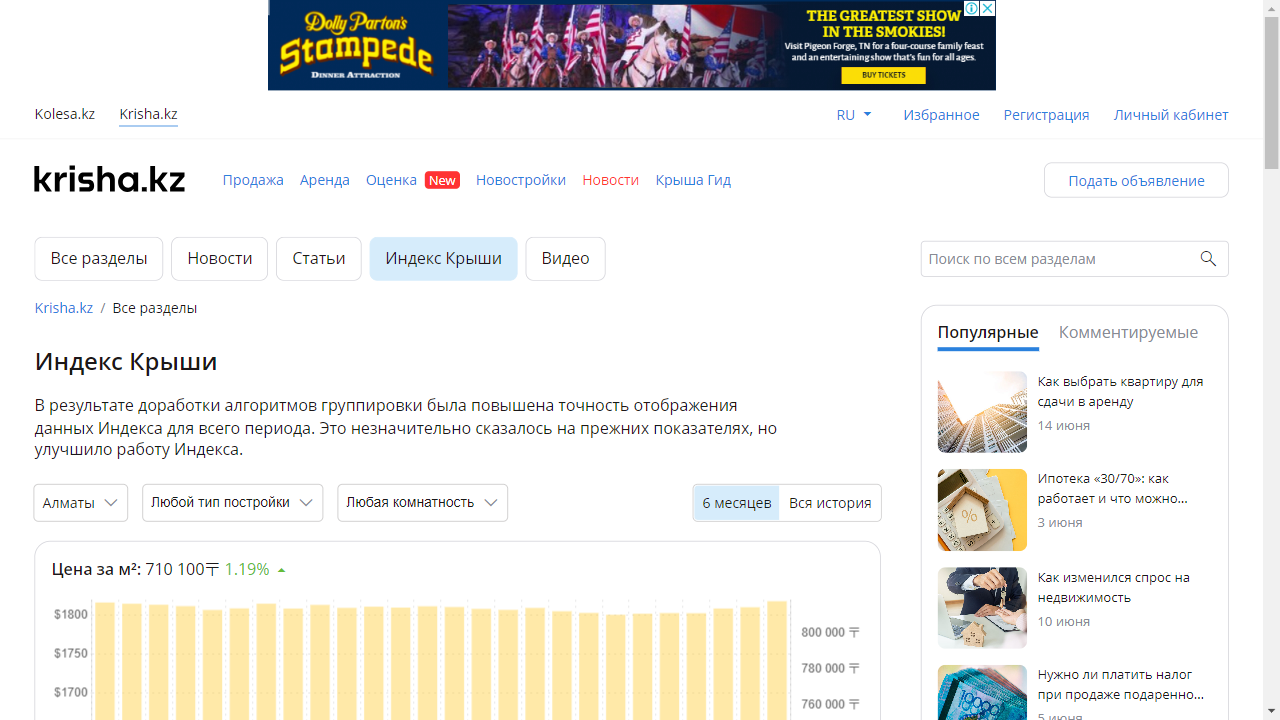 Dolly Parton's
Stampede
DINNER ATTRACTION
THE GREATEST SHOW
IN THE SMOKIES!
Visit Pigeon Forge, TN for a four-course family feast
and an entertaining show that's fun for all ages.
BUY TICKETS
Kolesa.kz Krisha.kz RU Избранное Регистрация Личный кабинет
krisha.kz Продажа Аренда Оценка New Новостройки Новости Крыша Гид Подать объявление
Все разделы Новости Статьи Индекс Крыши Видео Поиск по всем разделам
Krisha.kz / Все разделы
Индекс Крыши
В результате доработки алгоритмов группировки была повышена точность отображения
данных Индекса для всего периода. Это незначительно сказалось на прежних показателях, но
улучшило работу Индекса.
Алматы Любой тип постройки Любая комнатность 6 месяцев Вся история
Цена за м²: 710 100〒 1.19%
$1800
$1750
$1700
800 000 〒
780 000 〒
760 000 〒
Популярные Комментируемые
Как выбрать квартиру для
сдачи в аренду
14 июня
Ипотека «30/70»: как
работает и что можно...
3 июня
Как изменился спрос на
недвижимость
10 июня
Нужно ли платить налог
при продаже подаренно...
5 июня
%
10000